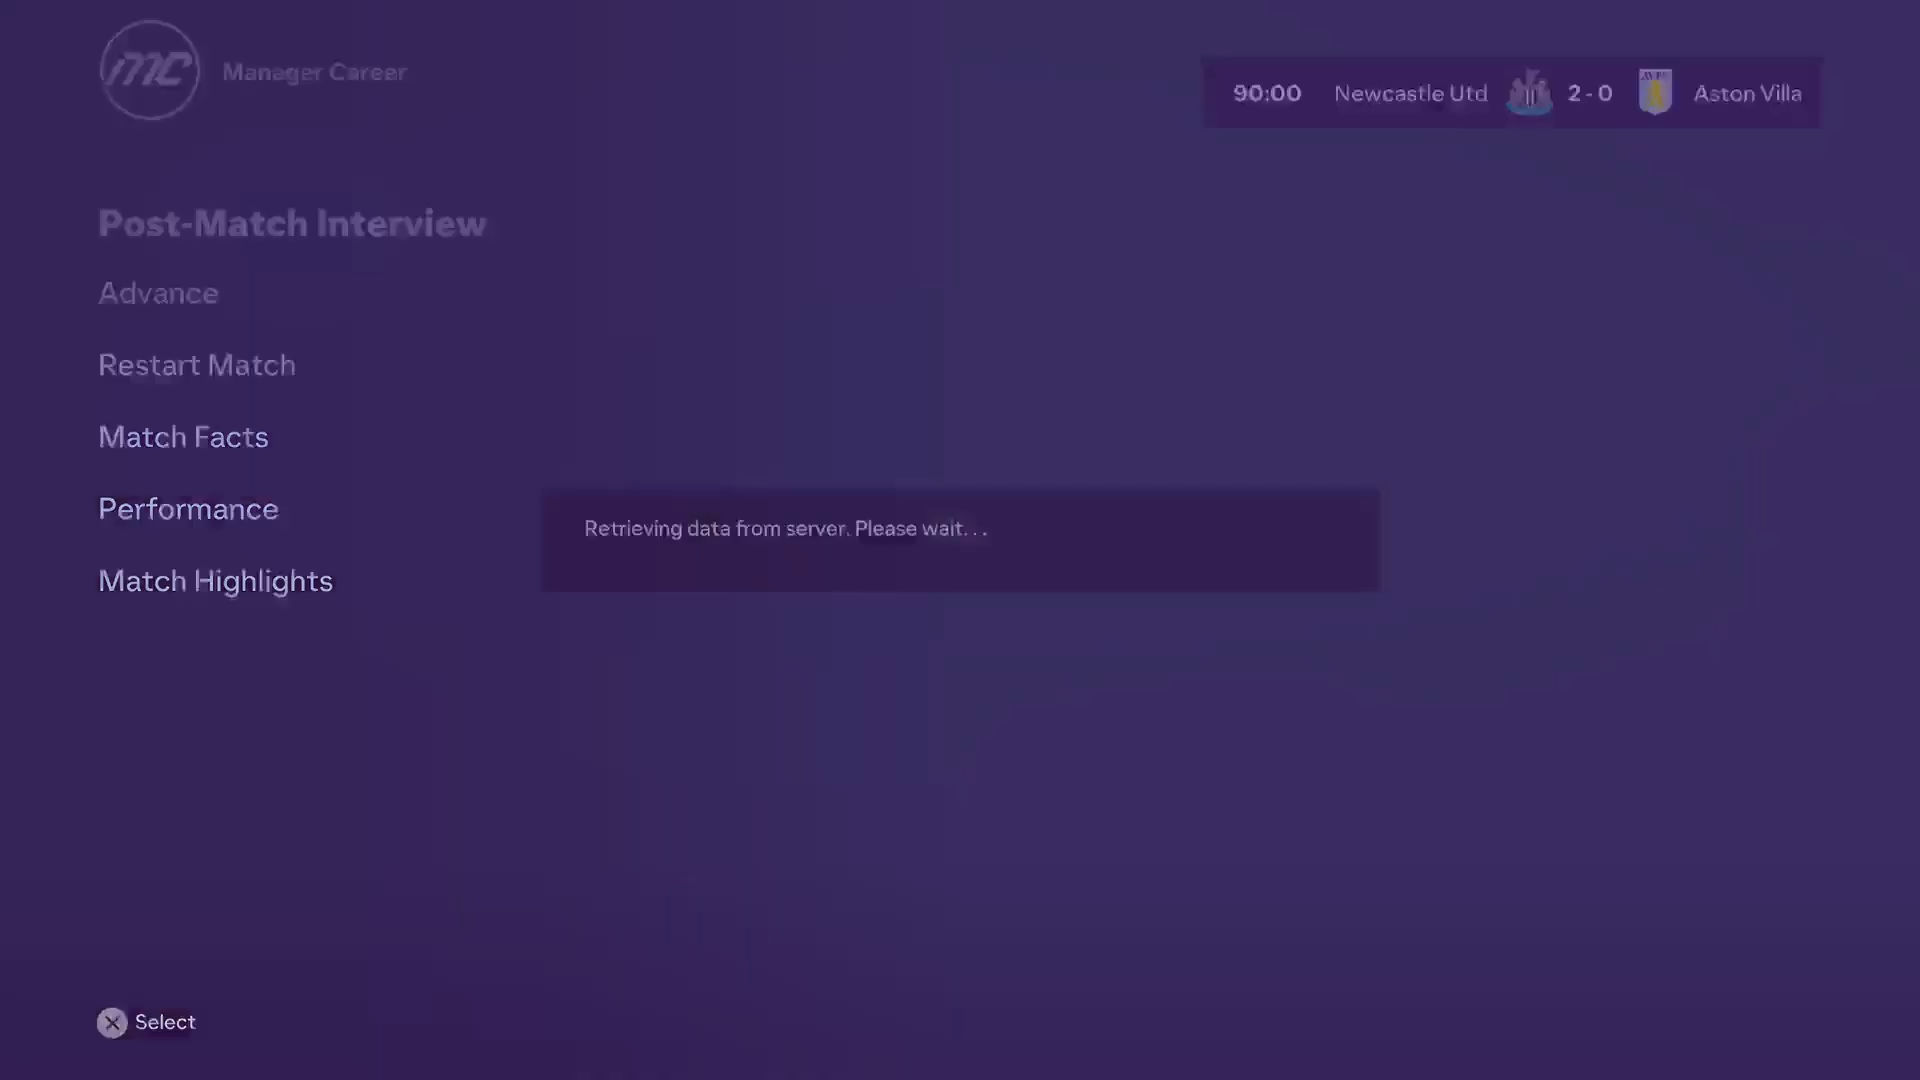 MC Manager Career
90:00 Newcastle Utd 2 - 0 Aston Villa
Post-Match Interview
Advance
Restart Match
Match Facts
Performance
Retrieving data from server. Please wait. . .
Match Highlights
Select